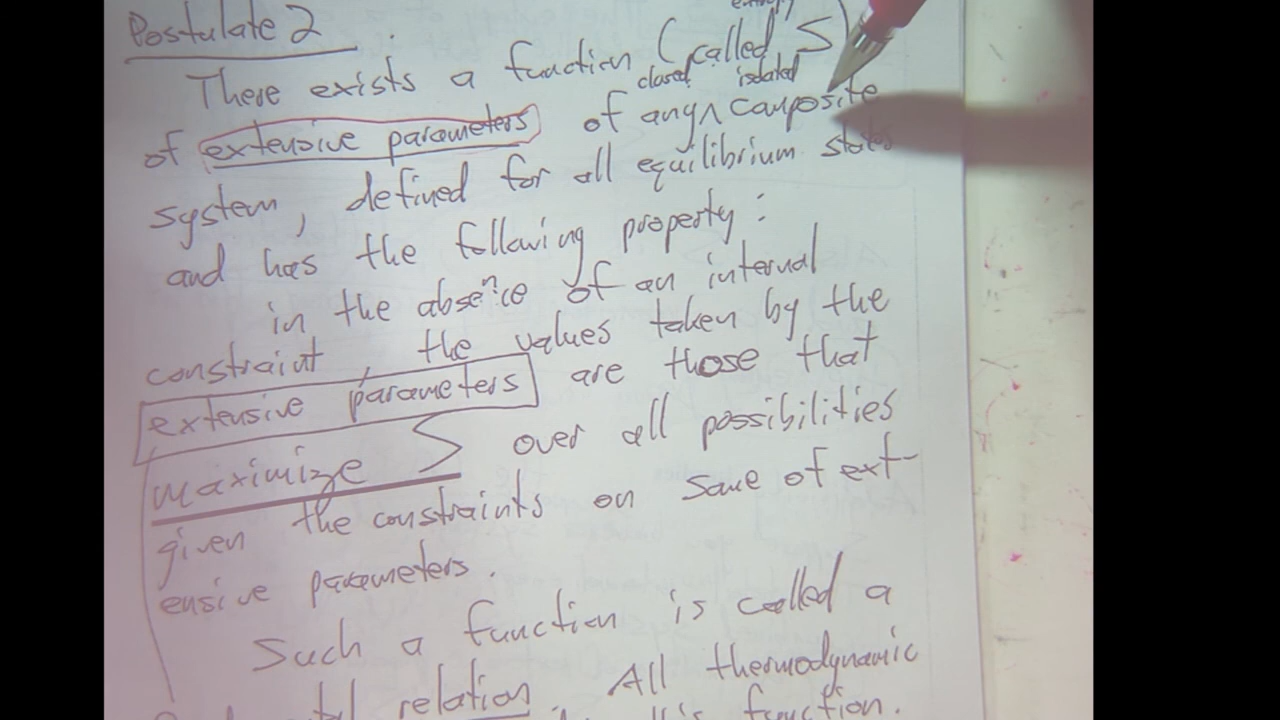 Postulate 2
entropy
There exists a function (called S)
closed isolated
of extensive parameters of any ^ composite
system, defined for all equilibrium states
and has the following property:
in the absence of an internal
constraint, the values taken by the
extensive parameters are those that
maximize S over all possibilities
given the constraints on some of ext-
ensive parameters.
Such a function is called a
relation. All thermodynamic
function.